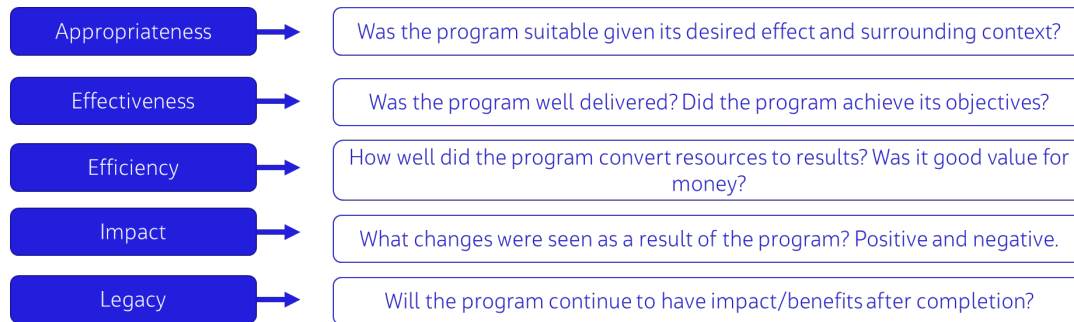 Appropriateness
Was the program suitable given its desired effect and surrounding context?
Effectiveness
Was the program well delivered? Did the program achieve its objectives?
Efficiency
How well did the program convert resources to results? Was it good value for
money?
Impact
What changes were seen as a result of the program? Positive and negative.
Legacy
Will the program continue to have impact/benefits after completion?